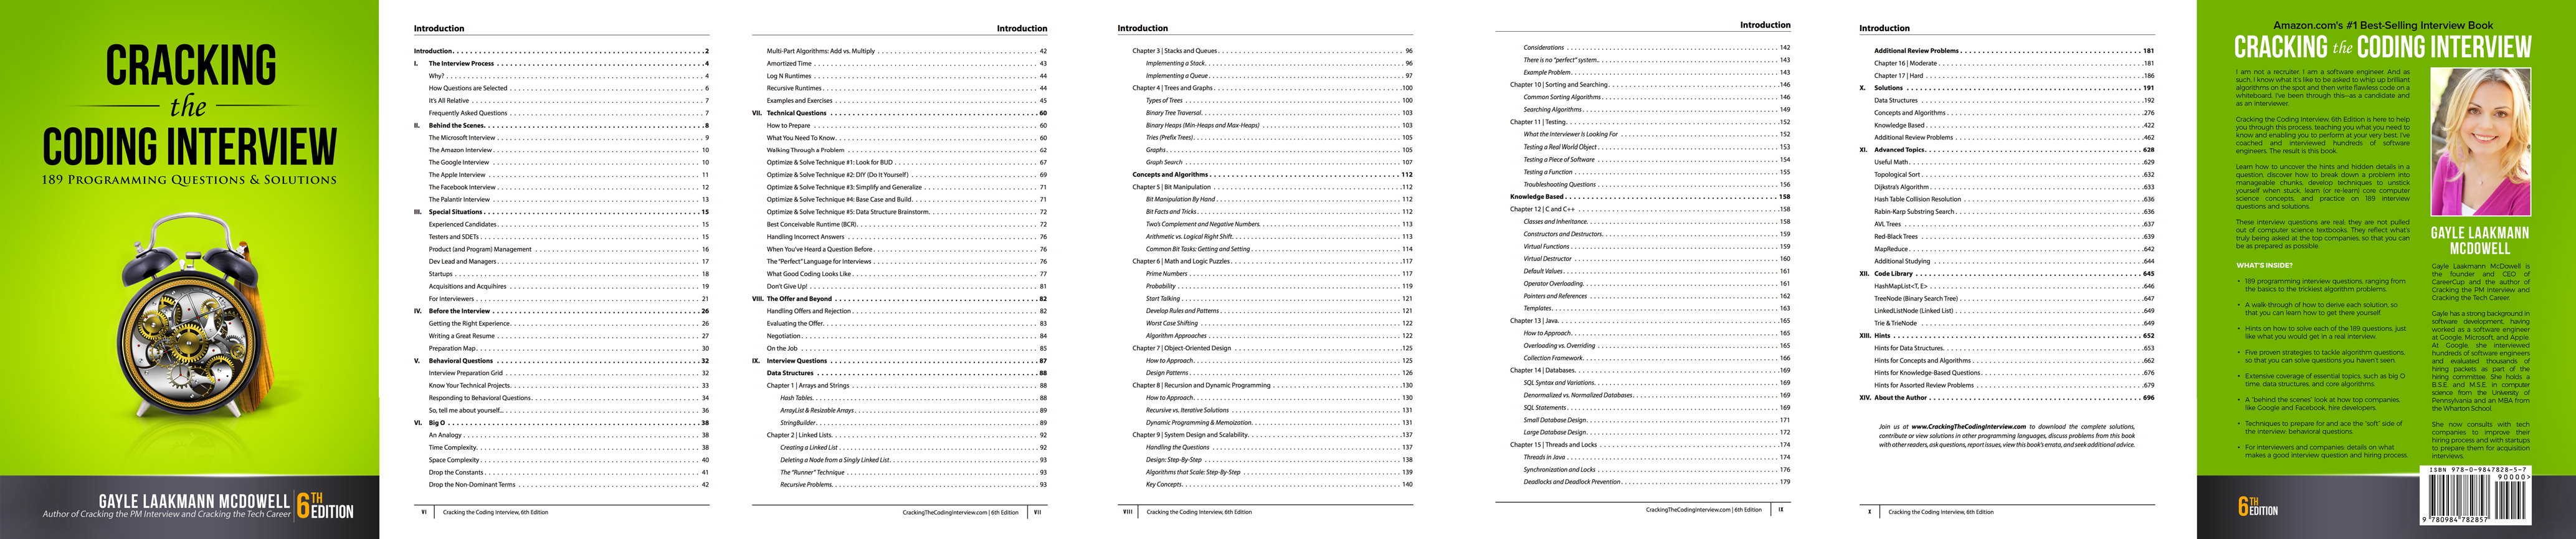 CRACKING
the
CODING INTERVIEW
189 PROGRAMMING QUESTIONS & SOLUTIONS
GAYLE LAAKMANN MCDOWELL
Author of Cracking the PM Interview and Cracking the Tech Career
6TH EDITION
Introduction
Introduction. 2
I. The Interview Process 4
Why? 4
How Questions are Selected 6
It's All Relative 7
Frequently Asked Questions 7
II. Behind the Scenes. 8
The Microsoft Interview 9
The Amazon Interview 10
The Google Interview 10
The Apple Interview 11
The Facebook Interview 12
The Palantir Interview 13
III. Special Situations 15
Experienced Candidates 15
Testers and SDETs 15
Product (and Program) Management 16
Dev Lead and Managers 17
Startups 18
Acquisitions and Acquihires 19
For Interviewers 21
IV. Before the Interview 26
Getting the Right Experience. 26
Writing a Great Resume 27
Preparation Map. 30
V. Behavioral Questions 32
Interview Preparation Grid 32
Know Your Technical Projects. 33
Responding to Behavioral Questions. 34
So, tell me about yourself... 36
VI. Big O 38
An Analogy 38
Time Complexity. 38
Space Complexity 40
Drop the Constants 41
Drop the Non-Dominant Terms 42
VI | Cracking the Coding Interview, 6th Edition
Introduction
Multi-Part Algorithms: Add vs. Multiply 42
Amortized Time 43
Log N Runtimes 44
Recursive Runtimes 44
Examples and Exercises 45
VII. Technical Questions 60
How to Prepare 60
What You Need To Know. 60
Walking Through a Problem 62
Optimize & Solve Technique #1: Look for BUD 67
Optimize & Solve Technique #2: DIY (Do It Yourself) 69
Optimize & Solve Technique #3: Simplify and Generalize 71
Optimize & Solve Technique #4: Base Case and Build. 71
Optimize & Solve Technique #5: Data Structure Brainstorm. 72
Best Conceivable Runtime (BCR). 72
Handling Incorrect Answers 76
When You've Heard a Question Before 76
The "Perfect" Language for Interviews 76
What Good Coding Looks Like 77
Don't Give Up! 81
VIII. The Offer and Beyond 82
Handling Offers and Rejection 82
Evaluating the Offer. 83
Negotiation 84
On the Job 85
IX. Interview Questions 87
Data Structures 88
Chapter 1 | Arrays and Strings 88
Hash Tables. 88
ArrayList & Resizable Arrays 89
StringBuilder 89
Chapter 2 | Linked Lists. 92
Creating a Linked List 92
Deleting a Node from a Singly Linked List. 93
The "Runner" Technique 93
Recursive Problems. 93
CrackingTheCodingInterview.com | 6th Edition | VII
Introduction
Chapter 3 | Stacks and Queues 96
Implementing a Stack. 96
Implementing a Queue 97
Chapter 4 | Trees and Graphs 100
Types of Trees 100
Binary Tree Traversal. 103
Binary Heaps (Min-Heaps and Max-Heaps) 103
Tries (Prefix Trees) 105
Graphs 105
Graph Search 107
Concepts and Algorithms 112
Chapter 5 | Bit Manipulation 112
Bit Manipulation By Hand 112
Bit Facts and Tricks 112
Two's Complement and Negative Numbers. 113
Arithmetic vs. Logical Right Shift. 113
Common Bit Tasks: Getting and Setting 114
Chapter 6 | Math and Logic Puzzles 117
Prime Numbers 117
Probability 119
Start Talking 121
Develop Rules and Patterns 121
Worst Case Shifting 122
Algorithm Approaches 122
Chapter 7 | Object-Oriented Design 125
How to Approach 125
Design Patterns 126
Chapter 8 | Recursion and Dynamic Programming 130
How to Approach. 130
Recursive vs. Iterative Solutions 131
Dynamic Programming & Memoization. 131
Chapter 9 | System Design and Scalability. 137
Handling the Questions 137
Design: Step-By-Step 138
Algorithms that Scale: Step-By-Step 139
Key Concepts. 140
VIII | Cracking the Coding Interview, 6th Edition
Introduction
Considerations 142
There is no "perfect" system.. 143
Example Problem 143
Chapter 10 | Sorting and Searching. 146
Common Sorting Algorithms 146
Searching Algorithms 149
Chapter 11 | Testing. 152
What the Interviewer Is Looking For 152
Testing a Real World Object 153
Testing a Piece of Software 154
Testing a Function 155
Troubleshooting Questions 156
Knowledge Based 158
Chapter 12 | C and C++ 158
Classes and Inheritance. 158
Constructors and Destructors. 159
Virtual Functions 159
Virtual Destructor 160
Default Values 161
Operator Overloading. 161
Pointers and References 162
Templates. 163
Chapter 13 | Java. 165
How to Approach 165
Overloading vs. Overriding 165
Collection Framework. 166
Chapter 14 | Databases. 169
SQL Syntax and Variations. 169
Denormalized vs. Normalized Databases 169
SQL Statements 169
Small Database Design 171
Large Database Design 172
Chapter 15 | Threads and Locks 174
Threads in Java 174
Synchronization and Locks 176
Deadlocks and Deadlock Prevention 179
CrackingTheCodingInterview.com | 6th Edition | IX
Introduction
Additional Review Problems 181
Chapter 16 | Moderate 181
Chapter 17 | Hard 186
X. Solutions 191
Data Structures 192
Concepts and Algorithms 276
Knowledge Based 422
Additional Review Problems 462
XI. Advanced Topics. 628
Useful Math 629
Topological Sort 632
Dijkstra's Algorithm 633
Hash Table Collision Resolution 636
Rabin-Karp Substring Search 636
AVL Trees 637
Red-Black Trees 639
MapReduce 642
Additional Studying 644
XII. Code Library 645
HashMapList<T, E> 646
TreeNode (Binary Search Tree) 647
LinkedListNode (Linked List) 649
Trie & TrieNode 649
XIII. Hints 652
Hints for Data Structures. 653
Hints for Concepts and Algorithms 662
Hints for Knowledge-Based Questions 676
Hints for Assorted Review Problems 679
XIV. About the Author 696
Join us at www.CrackingTheCodingInterview.com to download the complete solutions,
contribute or view solutions in other programming languages, discuss problems from this book
with other readers, ask questions, report issues, view this book's errata, and seek additional advice.
X | Cracking the Coding Interview, 6th Edition
Amazon.com's #1 Best-Selling Interview Book
CRACKING the CODING INTERVIEW
I am not a recruiter. I am a software engineer. And as
such, I know what it's like to be asked to whip up brilliant
algorithms on the spot and then write flawless code on a
whiteboard. I've been through this—as a candidate and
as an interviewer.
Cracking the Coding Interview, 6th Edition is here to help
you through this process, teaching you what you need to
know and enabling you to perform at your very best. I've
coached and interviewed hundreds of software
engineers. The result is this book.
Learn how to uncover the hints and hidden details in a
question, discover how to break down a problem into
manageable chunks, develop techniques to unstick
yourself when stuck, learn (or re-learn) core computer
science concepts, and practice on 189 interview
questions and solutions.
These interview questions are real; they are not pulled
out of computer science textbooks. They reflect what's
truly being asked at the top companies, so that you can
be as prepared as possible.
WHAT'S INSIDE?
• 189 programming interview questions, ranging from
the basics to the trickiest algorithm problems.
• A walk-through of how to derive each solution, so
that you can learn how to get there yourself.
• Hints on how to solve each of the 189 questions, just
like what you would get in a real interview.
• Five proven strategies to tackle algorithm questions,
so that you can solve questions you haven't seen.
• Extensive coverage of essential topics, such as big O
time, data structures, and core algorithms.
• A "behind the scenes" look at how top companies,
like Google and Facebook, hire developers.
• Techniques to prepare for and ace the "soft" side of
the interview: behavioral questions.
• For interviewers and companies: details on what
makes a good interview question and hiring process.
GAYLE LAAKMANN
MCDOWELL
Gayle Laakmann McDowell is
the founder and CEO of
CareerCup and the author of
Cracking the PM Interview and
Cracking the Tech Career.
Gayle has a strong background in
software development, having
worked as a software engineer
at Google, Microsoft, and Apple.
At Google, she interviewed
hundreds of software engineers
and evaluated thousands of
hiring packets as part of the
hiring committee. She holds a
B.S.E. and M.S.E. in computer
science from the University of
Pennsylvania and an MBA from
the Wharton School.
She now consults with tech
companies to improve their
hiring process and with startups
to prepare them for acquisition
interviews.
6TH EDITION
ISBN 978-0-9847828-5-7
90000>
9 780984 782857